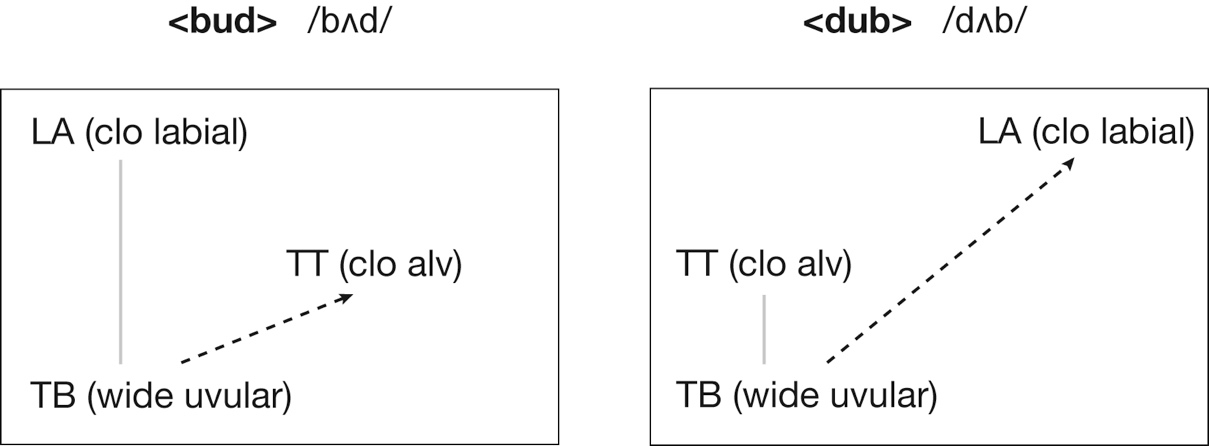 <bud> /bʌd/
LA (clo labial)
TT (clo alv)
TB (wide uvular)
<dub> /dʌb/
LA (clo labial)
TT (clo alv)
TB (wide uvular)